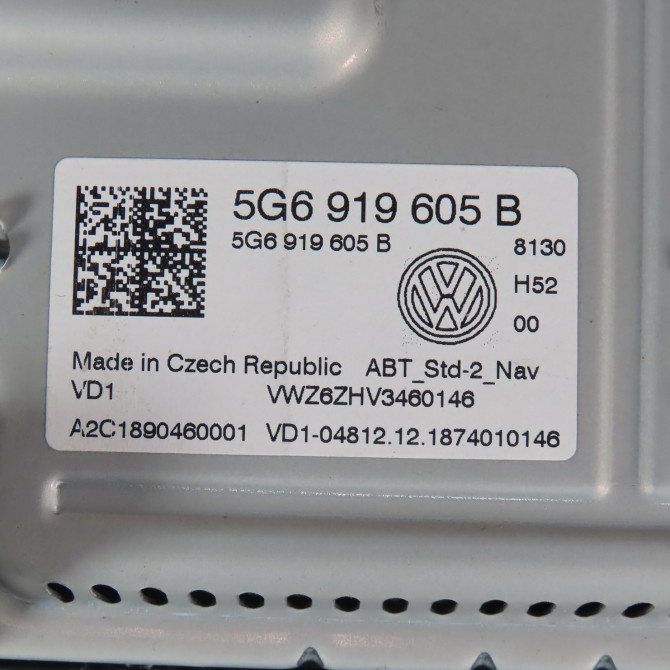 5G6 919 605 B
5G6 919 605 B
8130
H52
00
Made in Czech Republic ABT_Std-2_Nav
VD1 VWZ6ZHV3460146
A2C1890460001 VD1-04812.12.1874010146